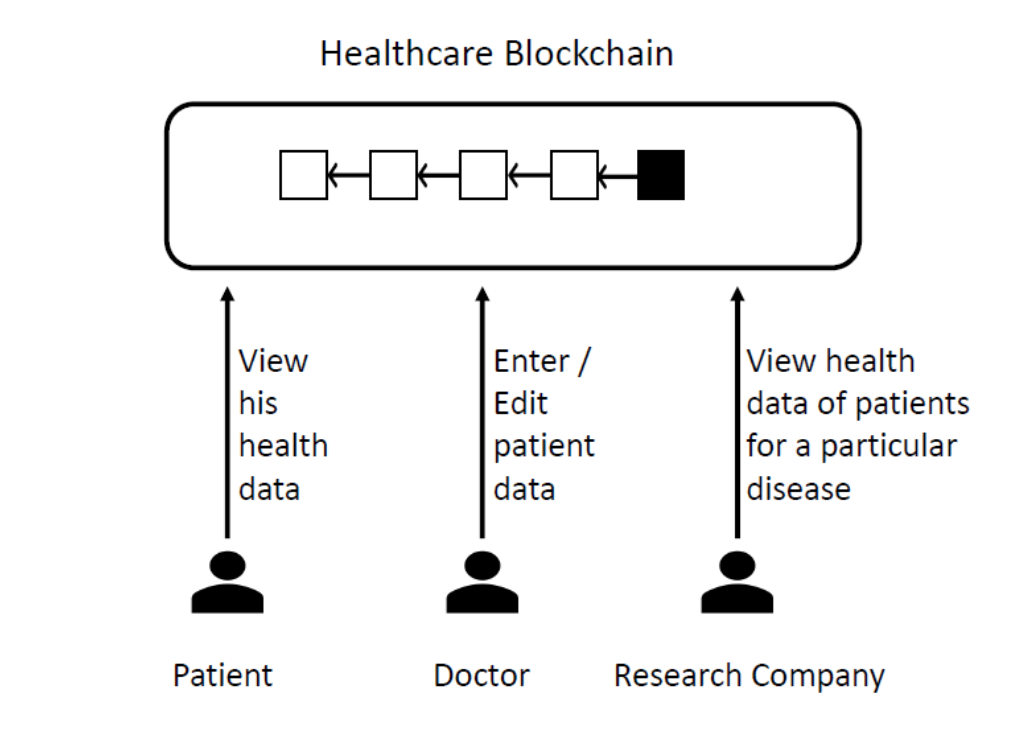 Healthcare Blockchain
View
his
health
data
Enter /
Edit
patient
data
View health
data of patients
for a particular
disease
Patient
Doctor
Research Company